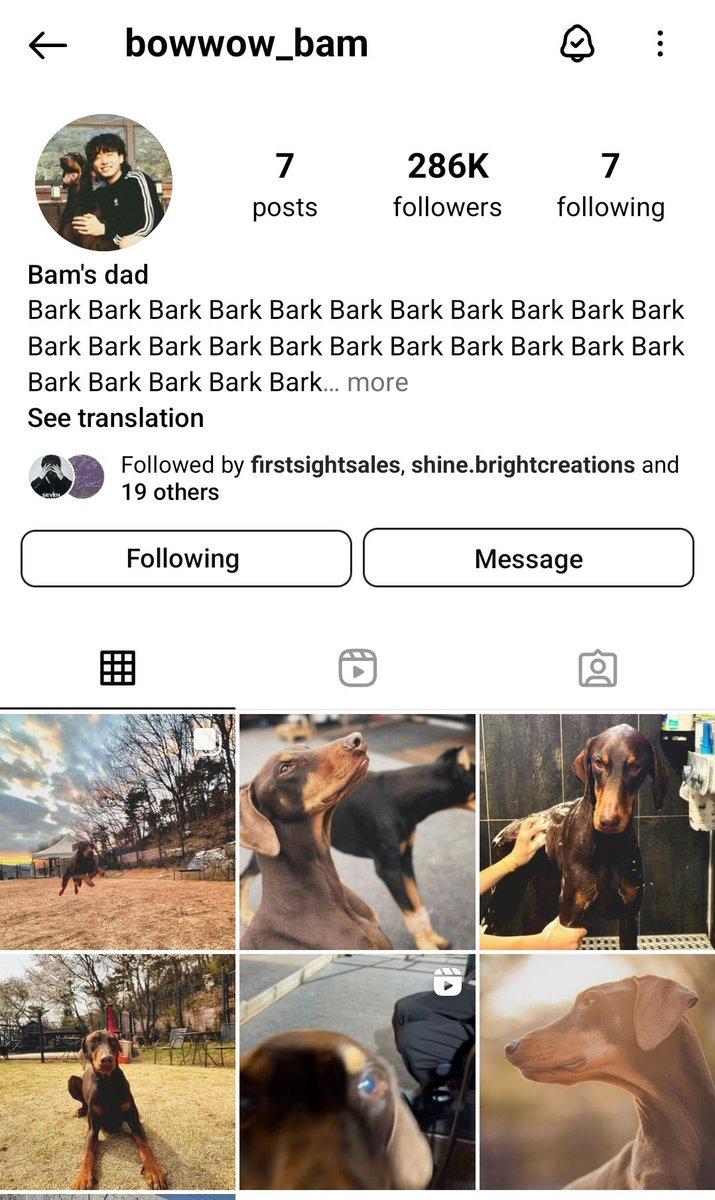 bowwow_bam
7
286K
7
posts
followers
following
Bam's dad
Bark Bark Bark Bark Bark Bark Bark Bark Bark Bark Bark
Bark Bark Bark Bark Bark Bark Bark Bark Bark Bark Bark
Bark Bark Bark Bark Bark... more
See translation
SEVEN
Followed by firstsightsales, shine.brightcreations and
19 others
Following
Message